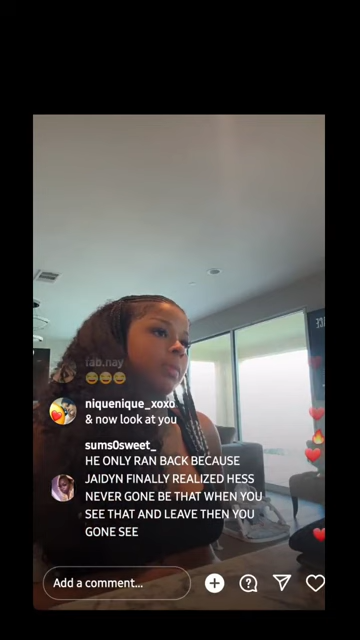 fab.nay
😂😂😂
niquenique_xoxo
& now look at you
sums0sweet_
HE ONLY RAN BACK BECAUSE
JAIDYN FINALLY REALIZED HESS
NEVER GONE BE THAT WHEN YOU
SEE THAT AND LEAVE THEN YOU
GONE SEE
Add a comment...